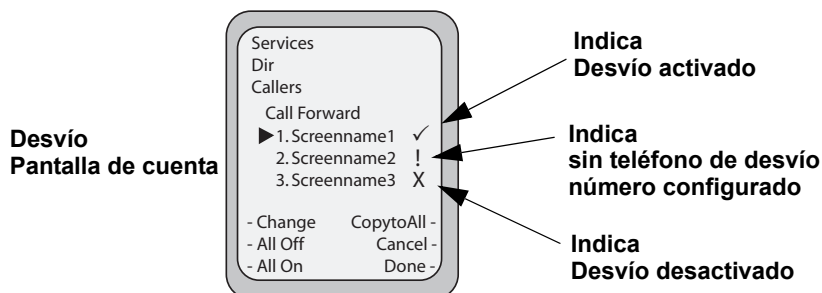 Desvío
Pantalla de cuenta
Services
Dir
Callers
Call Forward
▶1.Screenname1 ✓
2.Screenname2 !
3.Screenname3 X
- Change CopytoAll -
- All Off Cancel -
- All On Done -
Indica
Desvío activado
Indica
sin teléfono de desvío
número configurado
Indica
Desvío desactivado